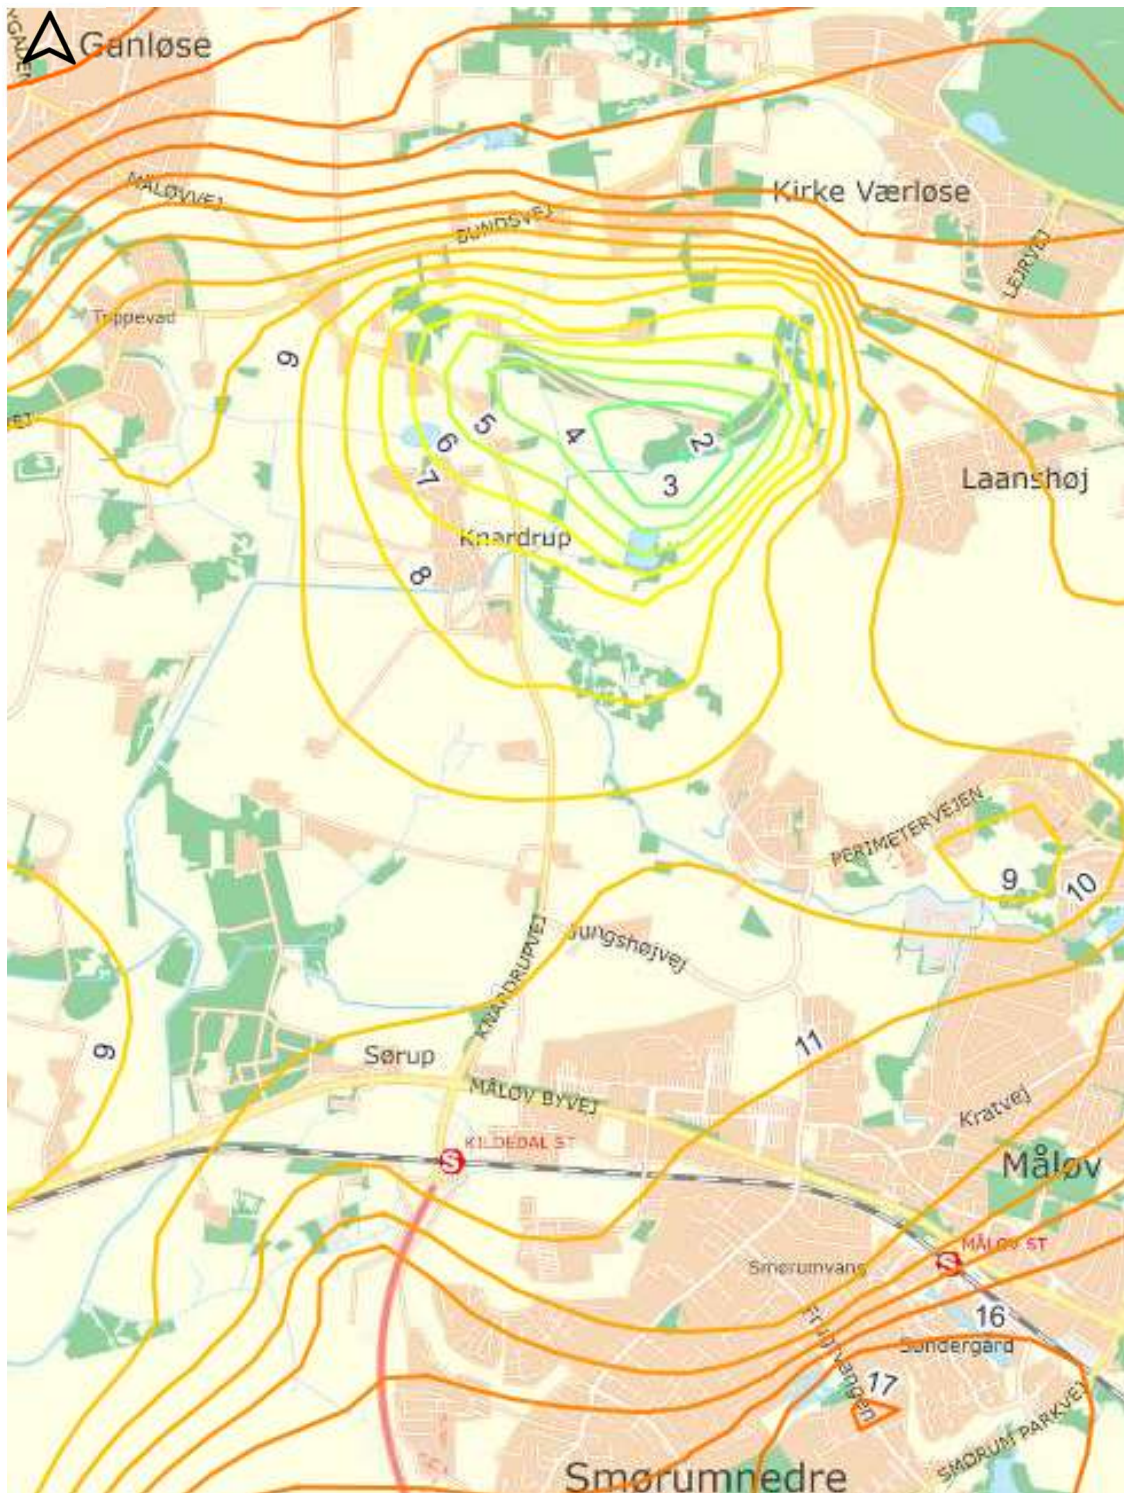 Ganløse
MÅLØVVEJ
BUNDSVEJ
Kirke Værløse
LEJRVEJ
Trippevad
9
5
6
4
2
7
3
Laanshøj
Knardrup
8
PERIMETERVEJEN
9
10
Jungshøjvej
KNARDRUPVEJ
11
9
Sørup
MÅLØV BYVEJ
Kratvej
KILDEDAL ST
Måløv
MÅLØV ST
Smørumvang
16
Søndergård
17
Frydtvangen
SMØRUM PARKVEJ
Smørumnedre